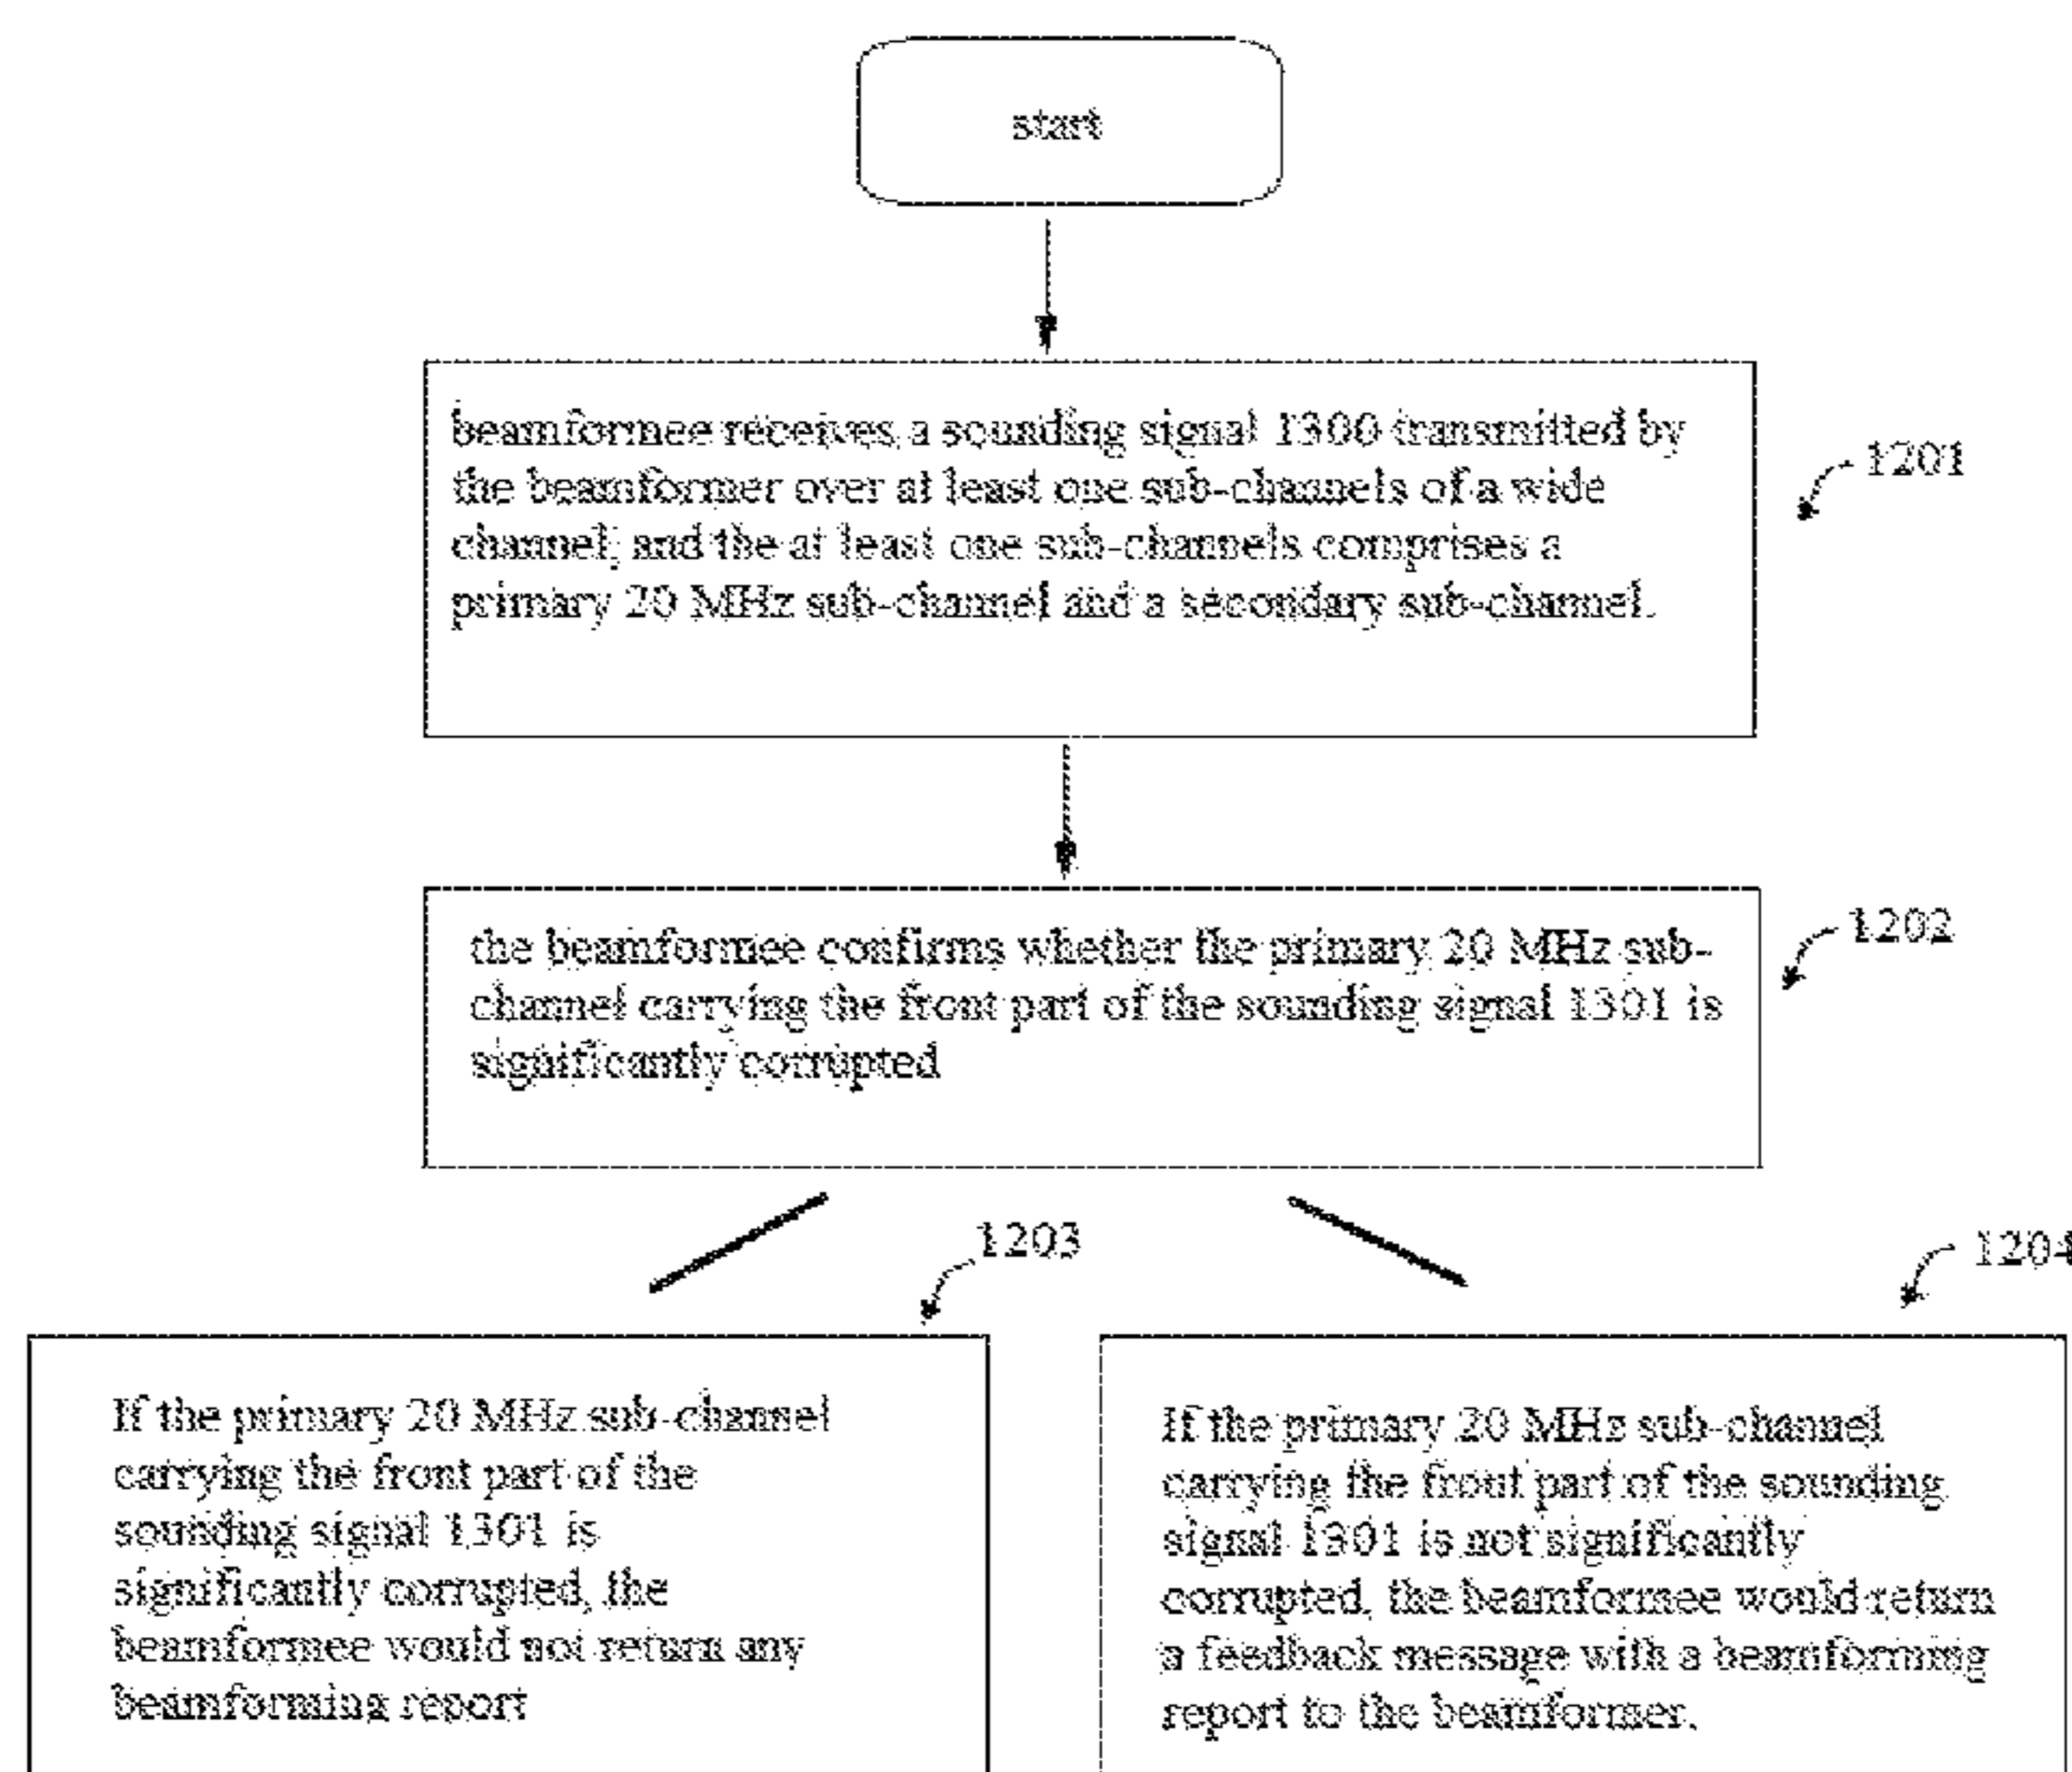 start
beamformee receives a sounding signal 1300 transmitted by
the beamformer over at least one sub-channels of a wide
channel, and the at least one sub-channels comprises a
primary 20 MHz sub-channel and a secondary sub-channel.
1201
the beamformee confirms whether the primary 20 MHz sub-
channel carrying the front part of the sounding signal 1301 is
significantly corrupted
1202
1203
If the primary 20 MHz sub-channel
carrying the front part of the
sounding signal 1301 is
significantly corrupted, the
beamformee would not return any
beamforming report
1204
If the primary 20 MHz sub-channel
carrying the front part of the sounding
signal 1301 is not significantly
corrupted, the beamformee would return
a feedback message with a beamforming
report to the beamformer.